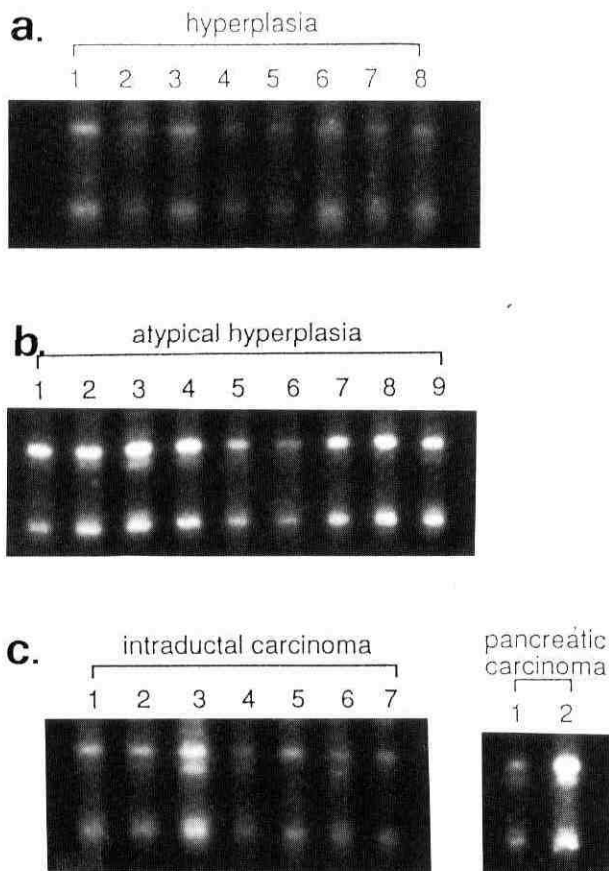 a.
hyperplasia
1 2 3 4 5 6 7 8
b.
atypical hyperplasia
1 2 3 4 5 6 7 8 9
c.
intraductal carcinoma
1 2 3 4 5 6 7
pancreatic
carcinoma
1 2